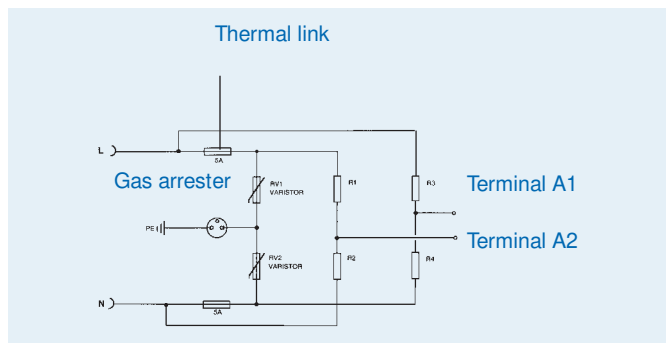 Thermal link
L
5A
Gas arrester
RV1
VARISTOR
R1
R3
Terminal A1
PE
Terminal A2
RV2
VARISTOR
R2
R4
N
5A